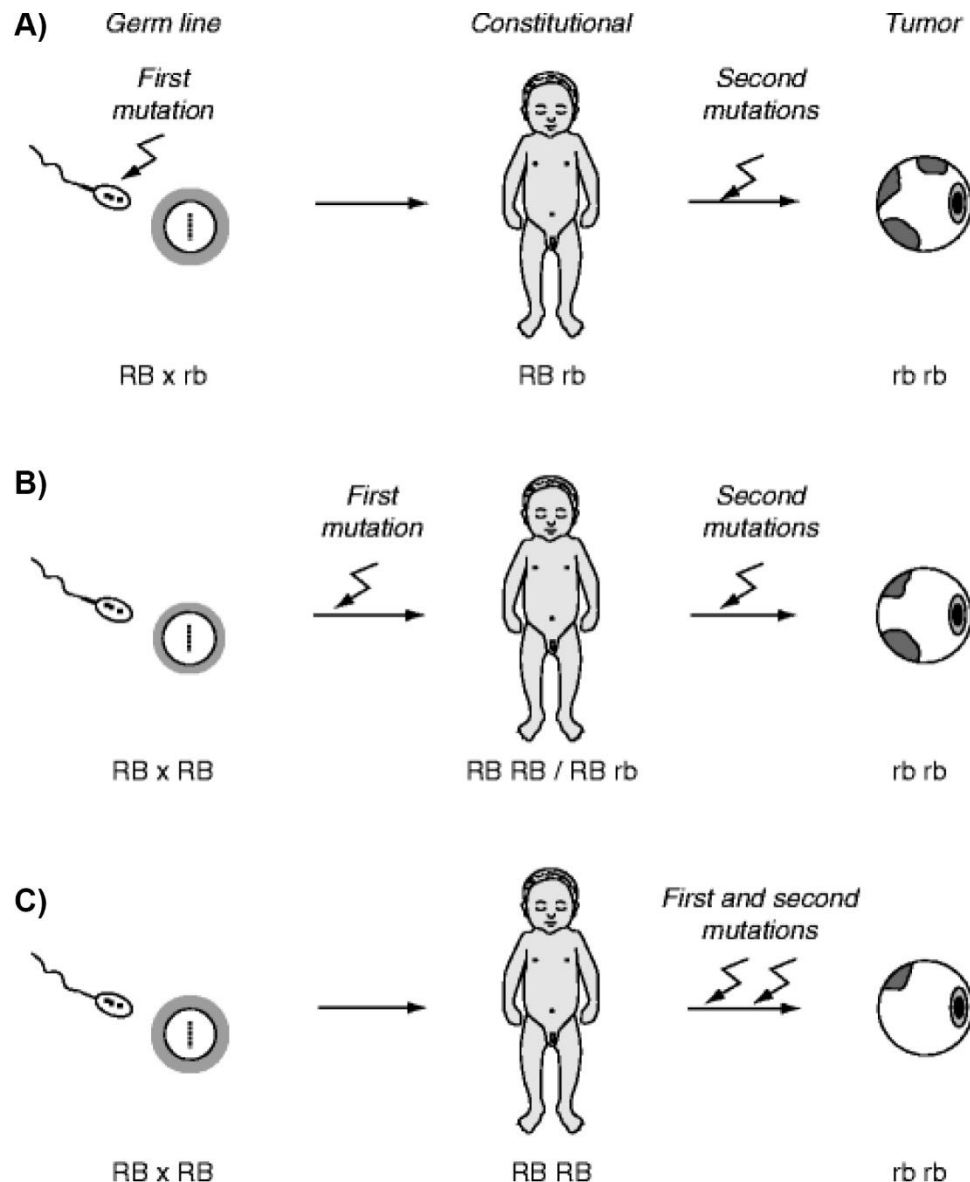 A) Germ line Constitutional Tumor
First
mutation
Second
mutations
RB x rb RB rb rb rb
B)
First
mutation
Second
mutations
RB x RB RB RB / RB rb rb rb
C)
First and second
mutations
RB x RB RB RB rb rb